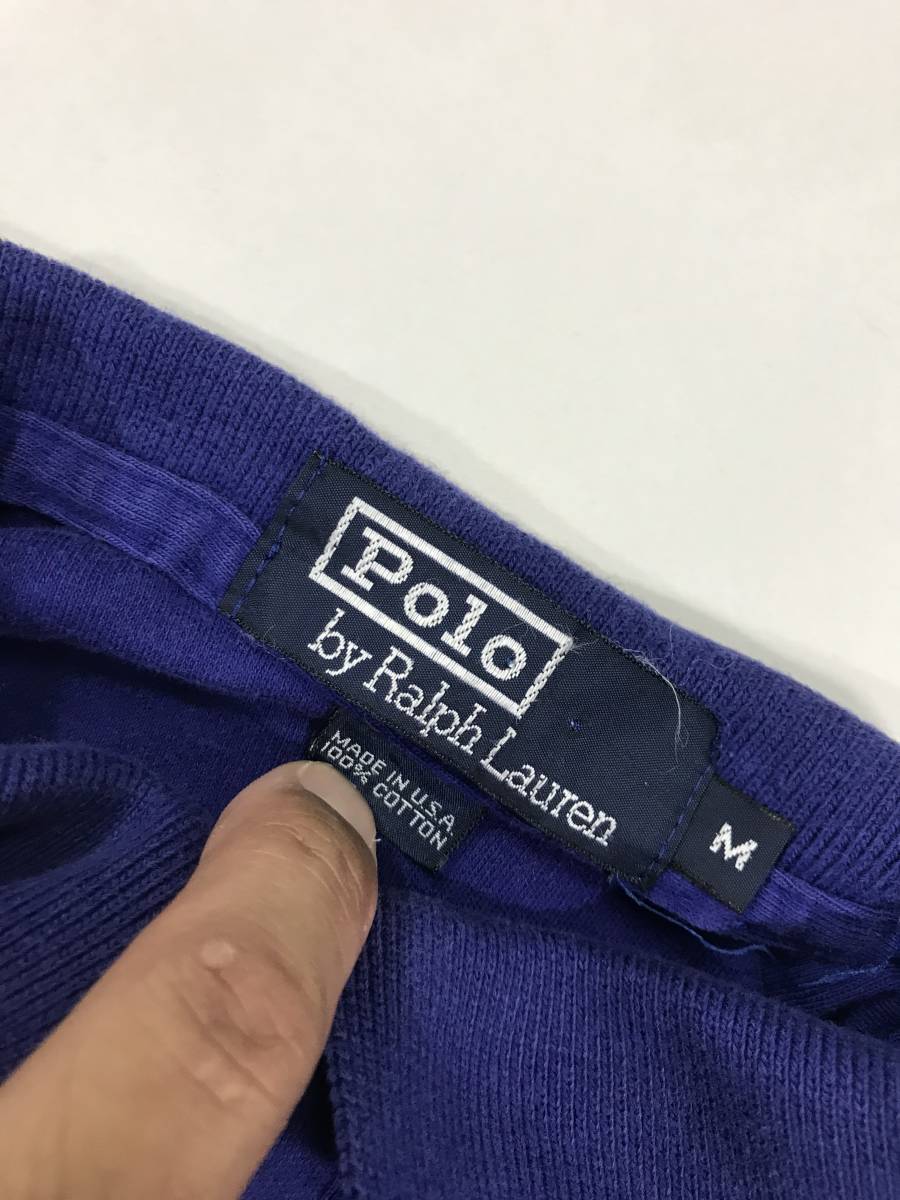 Polo
by Ralph Lauren
M
MADE IN U.S.A.
100% COTTON